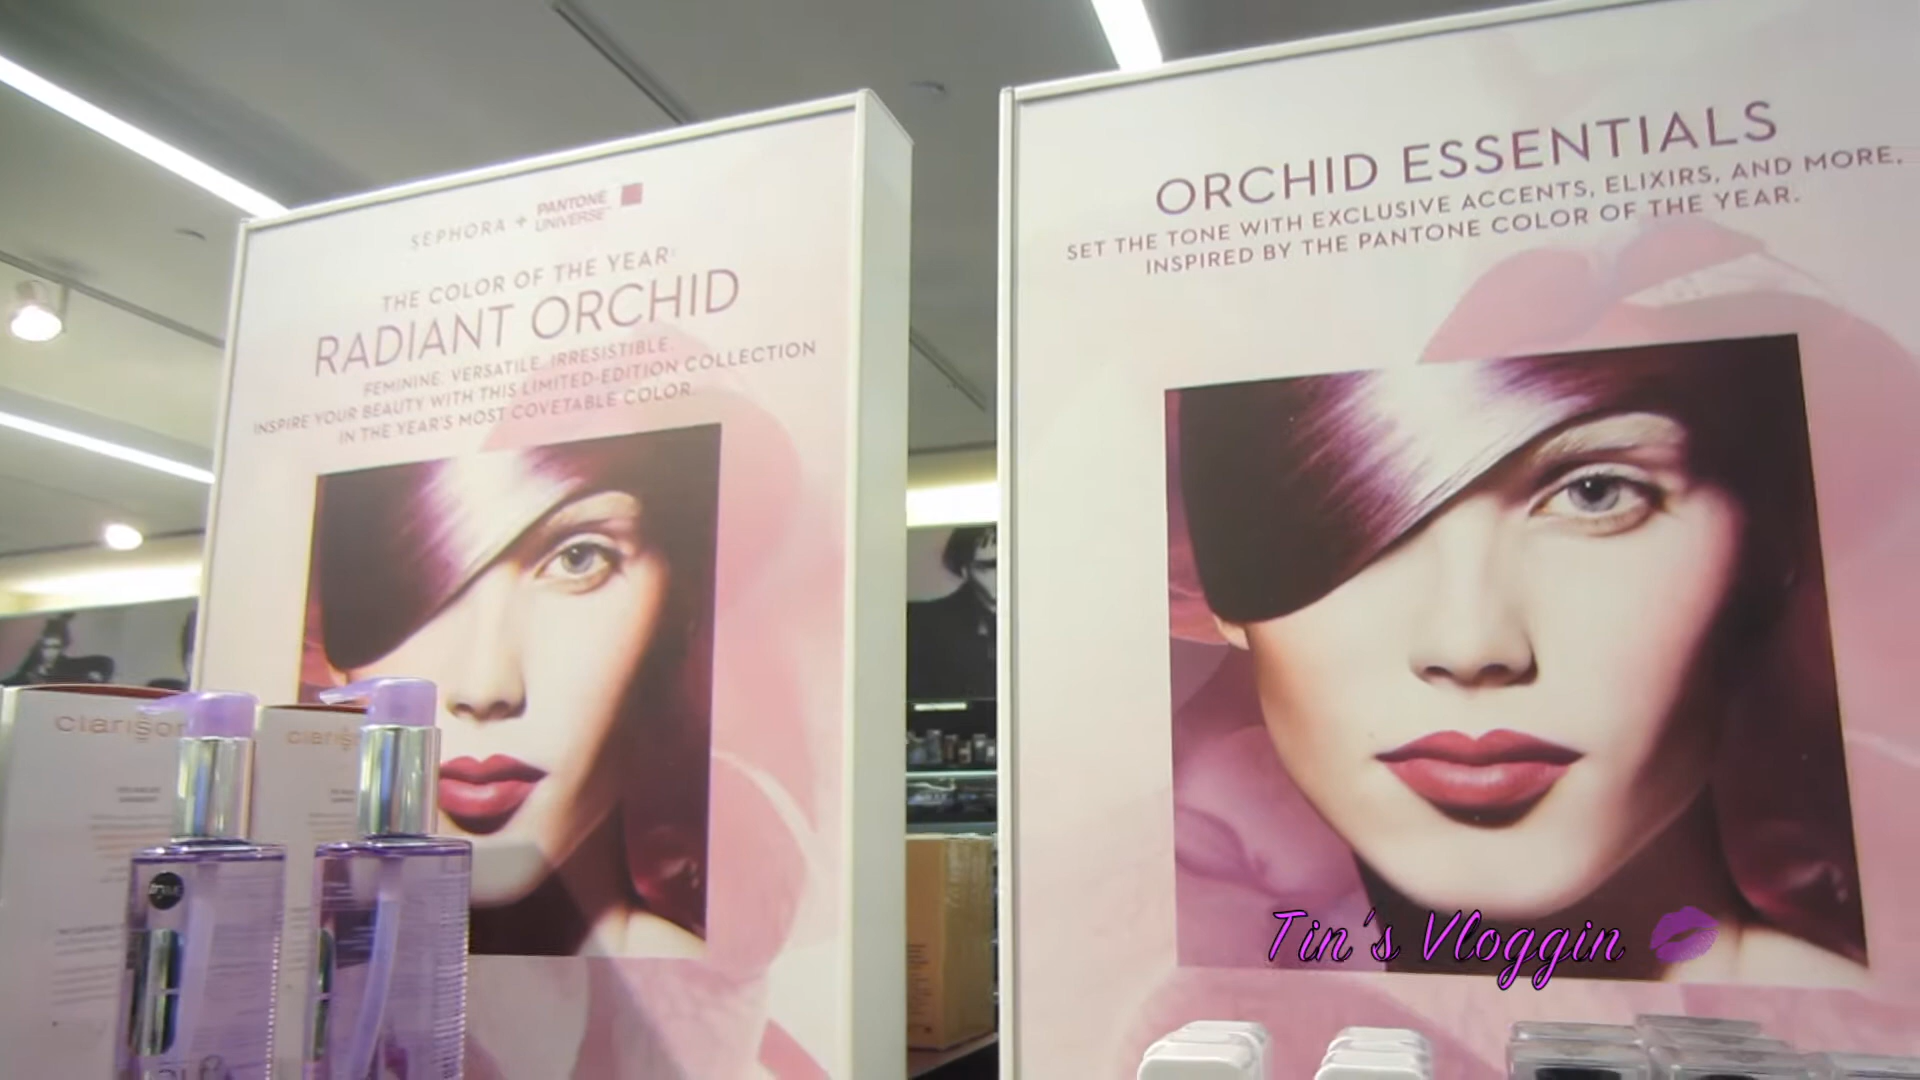 SEPHORA + PANTONE UNIVERSE
THE COLOR OF THE YEAR:
RADIANT ORCHID
FEMININE. VERSATILE. IRRESISTIBLE.
INSPIRE YOUR BEAUTY WITH THIS LIMITED-EDITION COLLECTION
IN THE YEAR'S MOST COVETABLE COLOR.
ORCHID ESSENTIALS
SET THE TONE WITH EXCLUSIVE ACCENTS, ELIXIRS, AND MORE,
INSPIRED BY THE PANTONE COLOR OF THE YEAR.
Tin's Vloggin